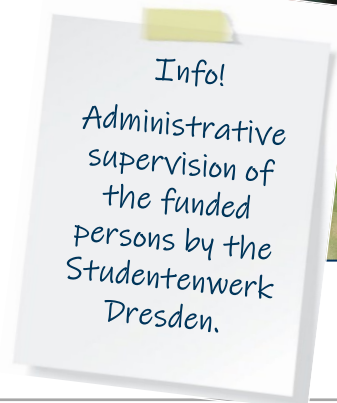 Info!
Administrative
supervision of
the funded
persons by the
Studentenwerk
Dresden.